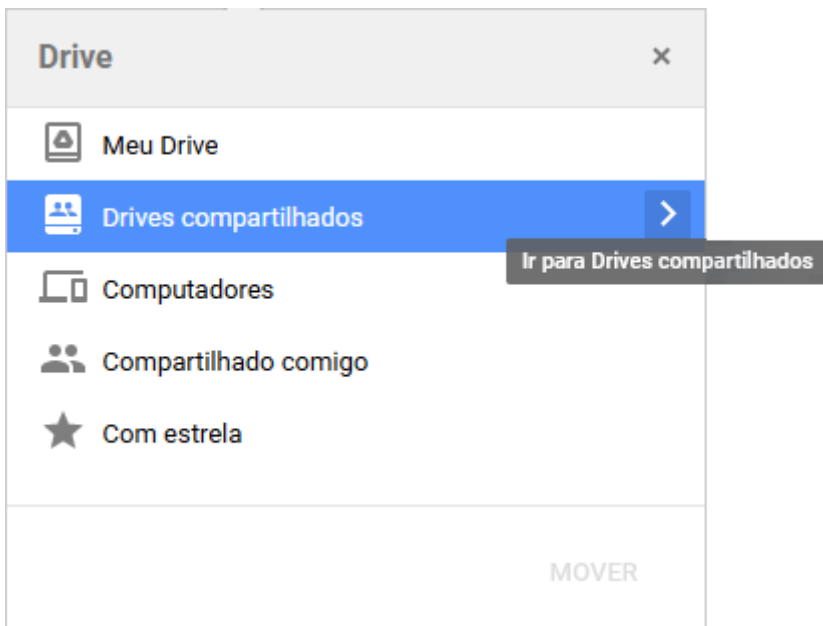 Drive
Meu Drive
Drives compartilhados
Ir para Drives compartilhados
Computadores
Compartilhado comigo
Com estrela
MOVER